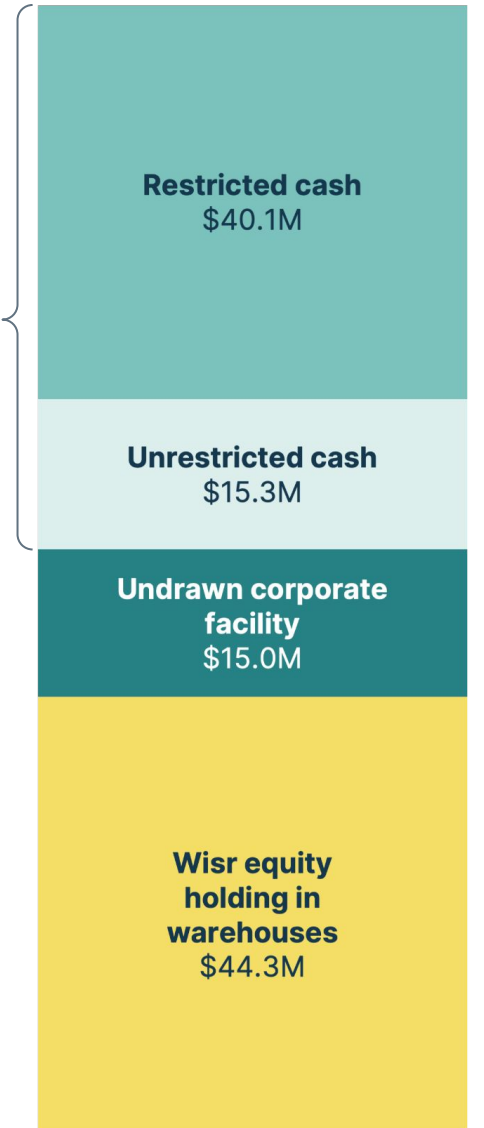 Restricted cash
$40.1M
Unrestricted cash
$15.3M
Undrawn corporate
facility
$15.0M
Wisr equity
holding in
warehouses
$44.3M